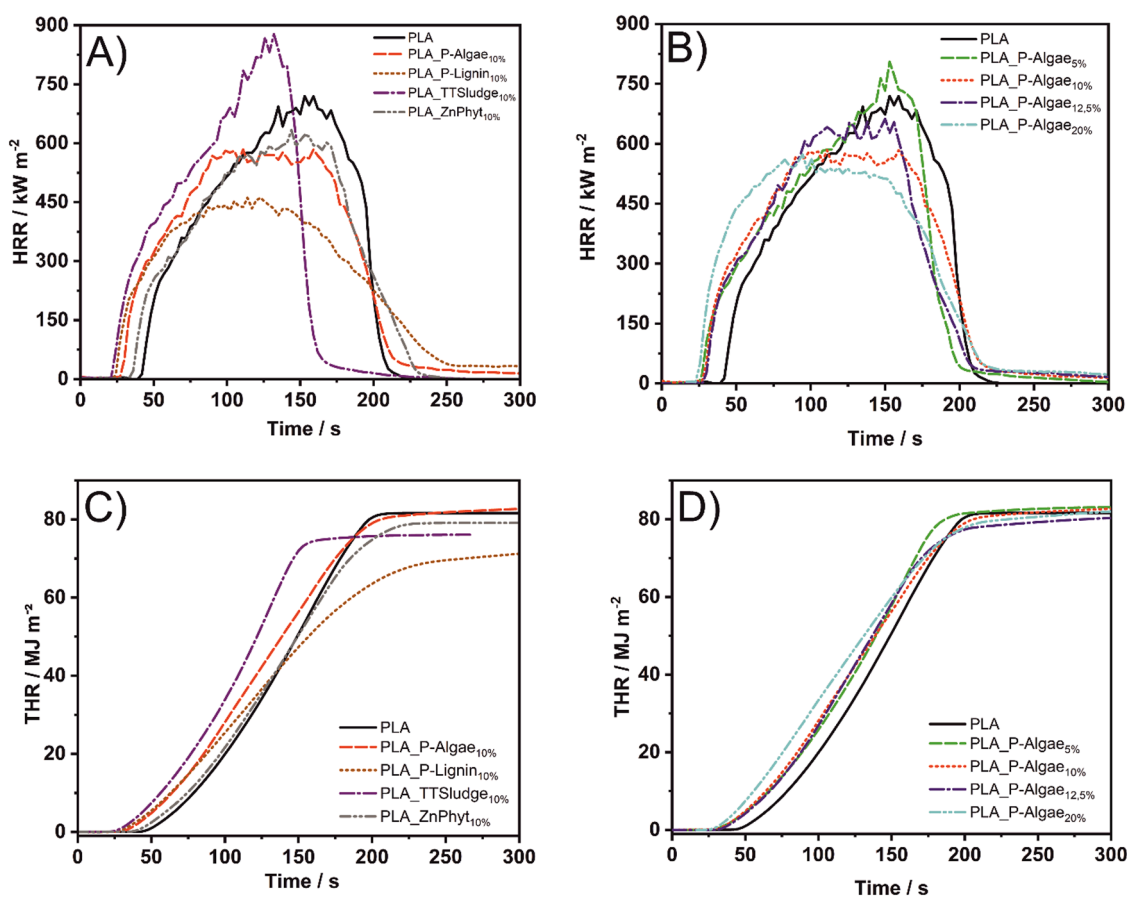 A)
HRR / kW m⁻²
900
750
600
450
300
150
0
0 50 100 150 200 250 300
Time / s
PLA
PLA_P-Algae10%
PLA_P-Lignin10%
PLA_TTSludge10%
PLA_ZnPhyt10%
B)
HRR / kW m⁻²
900
750
600
450
300
150
0
0 50 100 150 200 250 300
Time / s
PLA
PLA_P-Algae5%
PLA_P-Algae10%
PLA_P-Algae12,5%
PLA_P-Algae20%
C)
THR / MJ m⁻²
80
60
40
20
0
0 50 100 150 200 250 300
Time / s
PLA
PLA_P-Algae10%
PLA_P-Lignin10%
PLA_TTSludge10%
PLA_ZnPhyt10%
D)
THR / MJ m⁻²
80
60
40
20
0
0 50 100 150 200 250 300
Time / s
PLA
PLA_P-Algae5%
PLA_P-Algae10%
PLA_P-Algae12,5%
PLA_P-Algae20%